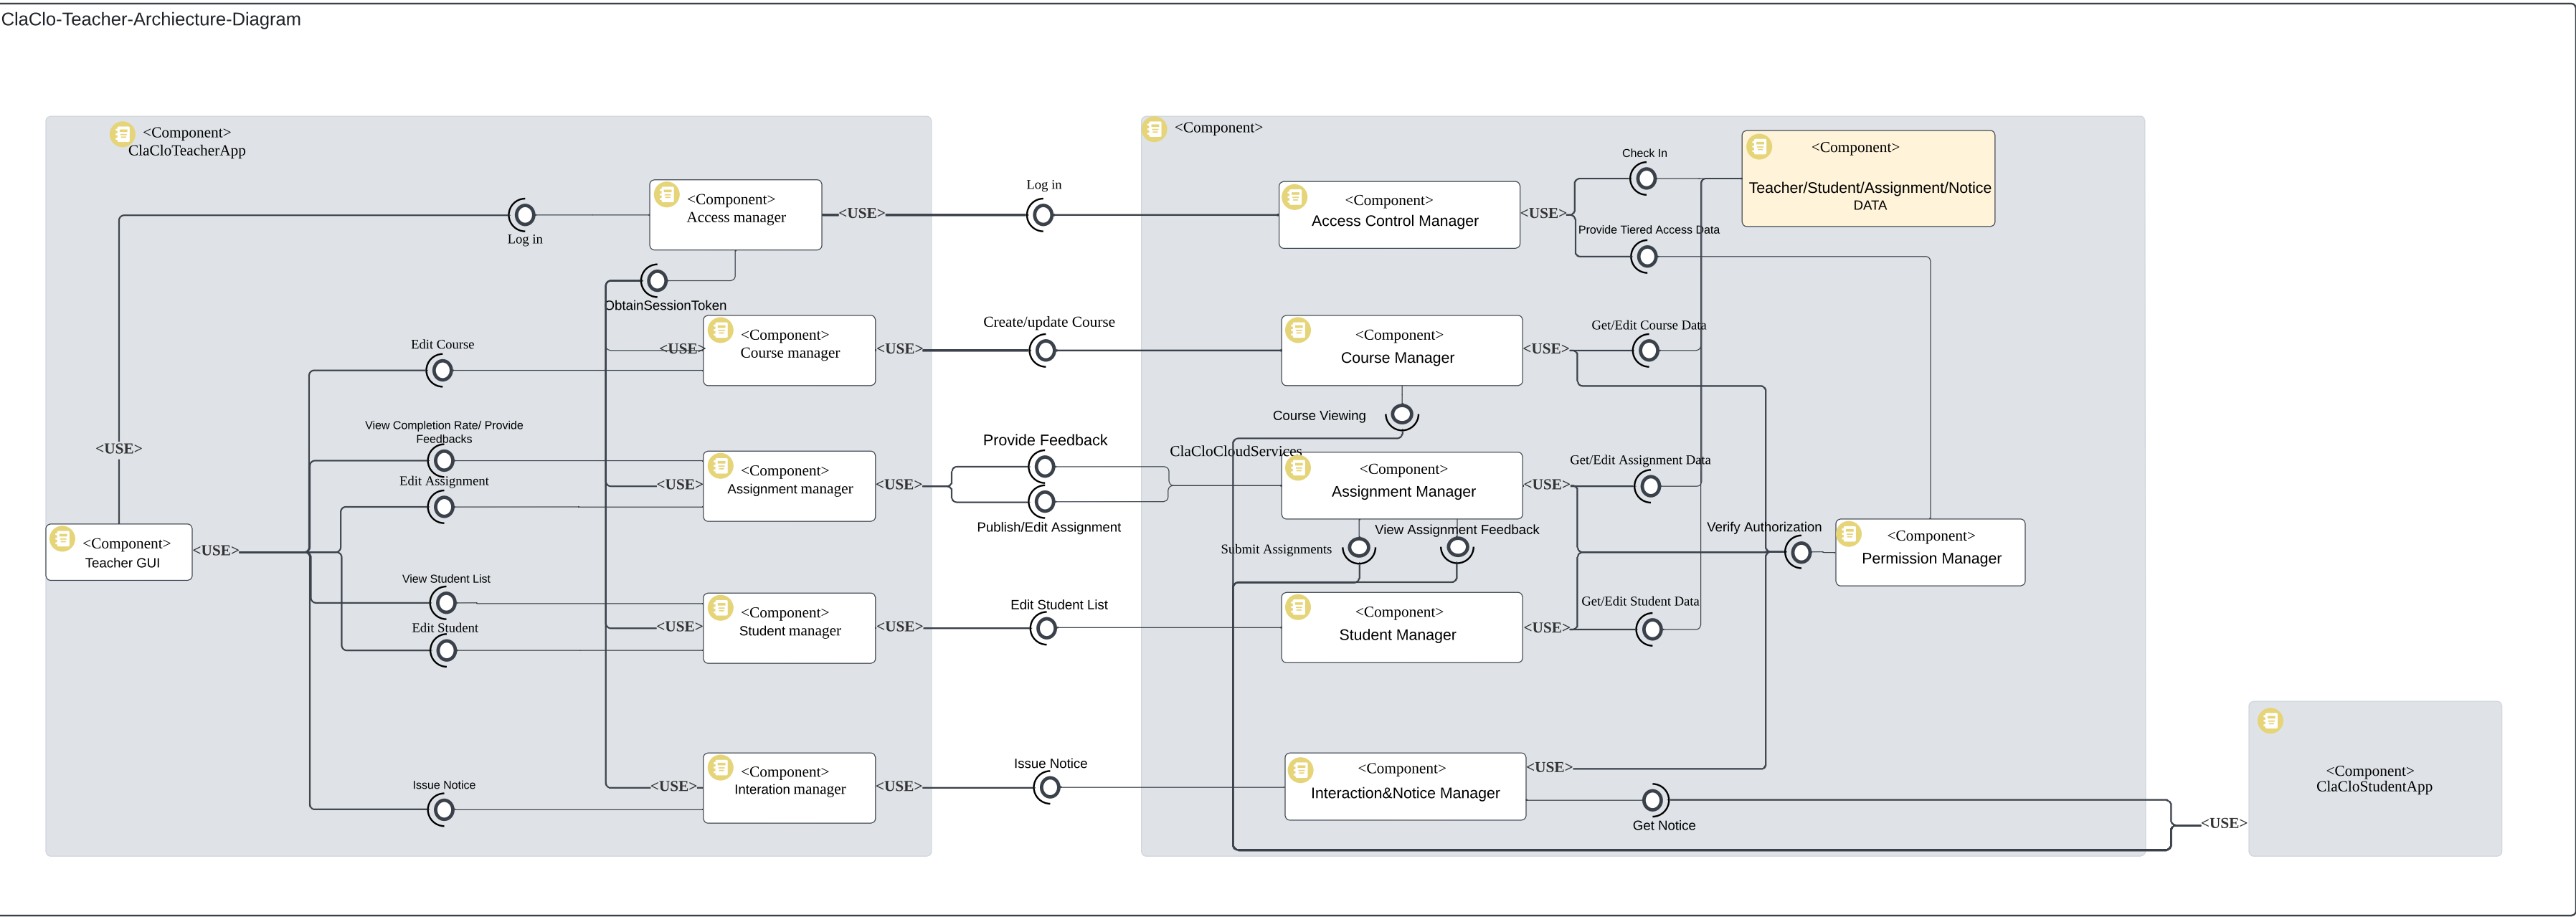 ClaClo-Teacher-Archiecture-Diagram
<Component>
ClaCloTeacherApp
<USE>
<Component>
Teacher GUI
<USE>
Log in
<Component>
Access manager
<USE>
ObtainSessionToken
Edit Course
<USE>
<Component>
Course manager
<USE>
View Completion Rate/ Provide
Feedbacks
Edit Assignment
<USE>
<Component>
Assignment manager
<USE>
View Student List
Edit Student
<USE>
<Component>
Student manager
<USE>
Issue Notice
<USE>
<Component>
Interation manager
<USE>
Log in
Create/update Course
Provide Feedback
Publish/Edit Assignment
Edit Student List
Issue Notice
<Component>
ClaCloCloudServices
<Component>
Access Control Manager
<USE>
Check In
Provide Tiered Access Data
<Component>
Teacher/Student/Assignment/Notice
DATA
<Component>
Course Manager
<USE>
Get/Edit Course Data
Course Viewing
<Component>
Assignment Manager
<USE>
Get/Edit Assignment Data
Submit Assignments
View Assignment Feedback
Verify Authorization
<Component>
Permission Manager
<Component>
Student Manager
<USE>
Get/Edit Student Data
<Component>
Interaction&Notice Manager
<USE>
Get Notice
<USE>
<Component>
ClaCloStudentApp